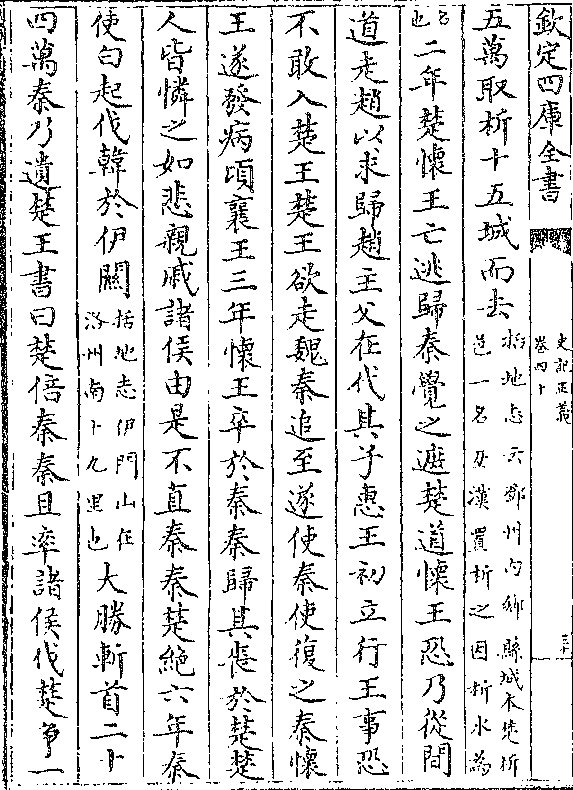 欽定四庫全書
史記正義
卷四十
五萬取析十五城而去括地志云鄧州内鄉縣城本楚析
邑一名丑漢置析之因析水為
名也二年楚懷王亡逃歸秦覺之遮楚道懷王恐乃從間
道走趙以求歸趙主父在代其子惠王初立行王事恐
不敢入楚王楚王欲走魏秦追至遂使秦使復之秦懷
王遂發病頃襄王三年懷王卒於秦秦歸其喪於楚楚
人皆憐之如悲親戚諸侯由是不直秦秦楚絶六年秦
使白起伐韓於伊闕括地志伊闕山在
洛州南十九里也大勝斬首二十
四萬秦乃遺楚王書曰楚倍秦秦且率諸侯伐楚爭一